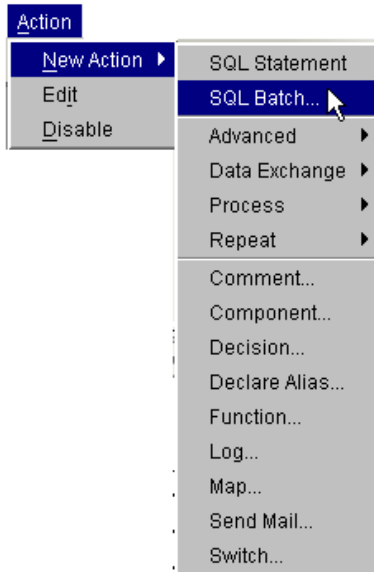 Action
New Action
Edit
Disable
SQL Statement
SQL Batch...
Advanced
Data Exchange
Process
Repeat
Comment...
Component...
Decision...
Declare Alias...
Function...
Log...
Map...
Send Mail...
Switch...